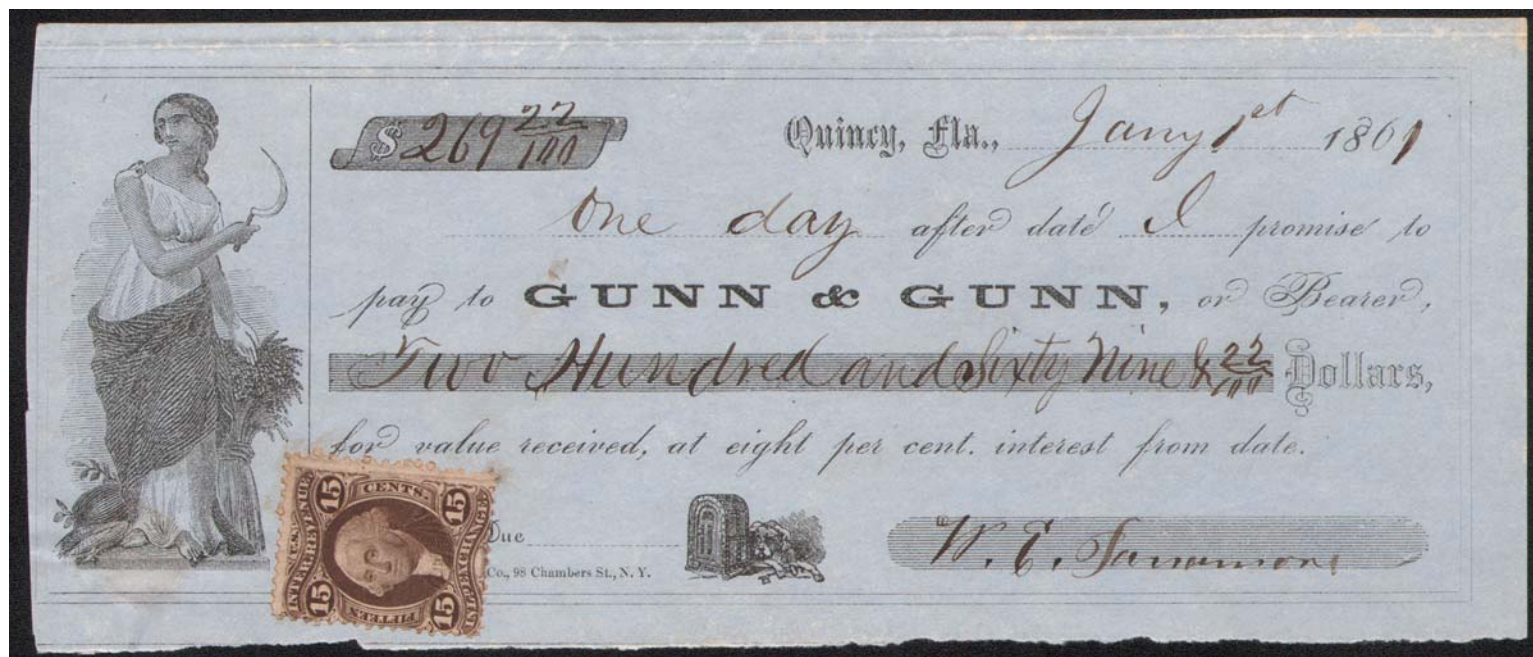 $ 269 22/100 Quincy, Fla., Jany 1st 1861
One day after date I promise to
pay to GUNN & GUNN, or Bearer,
Two Hundred and Sixty Nine & 22/100 Dollars,
for value received, at eight per cent. interest from date.
Due
Co., 98 Chambers St., N. Y.
W. E.
U.S. INTER. REVENUE
15 CENTS. 15
15 FIFTEEN 15